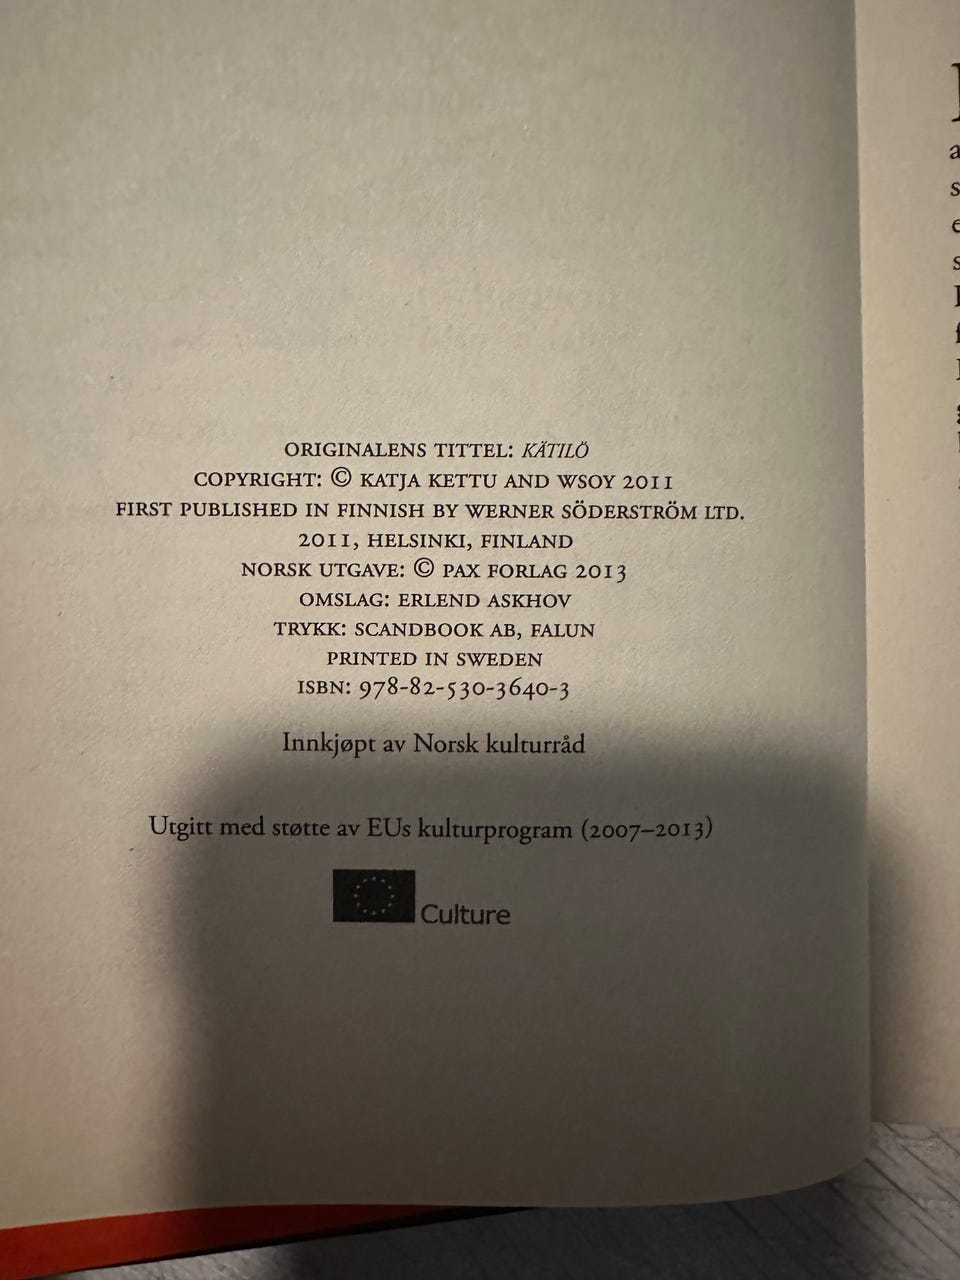 ORIGINALENS TITTEL: KÄTILÖ
COPYRIGHT: © KATJA KETTU AND WSOY 2011
FIRST PUBLISHED IN FINNISH BY WERNER SÖDERSTRÖM LTD.
2011, HELSINKI, FINLAND
NORSK UTGAVE: © PAX FORLAG 2013
OMSLAG: ERLEND ASKHOV
TRYKK: SCANDBOOK AB, FALUN
PRINTED IN SWEDEN
ISBN: 978-82-530-3640-3
Innkjøpt av Norsk kulturråd
Utgitt med støtte av EUs kulturprogram (2007–2013)
Culture